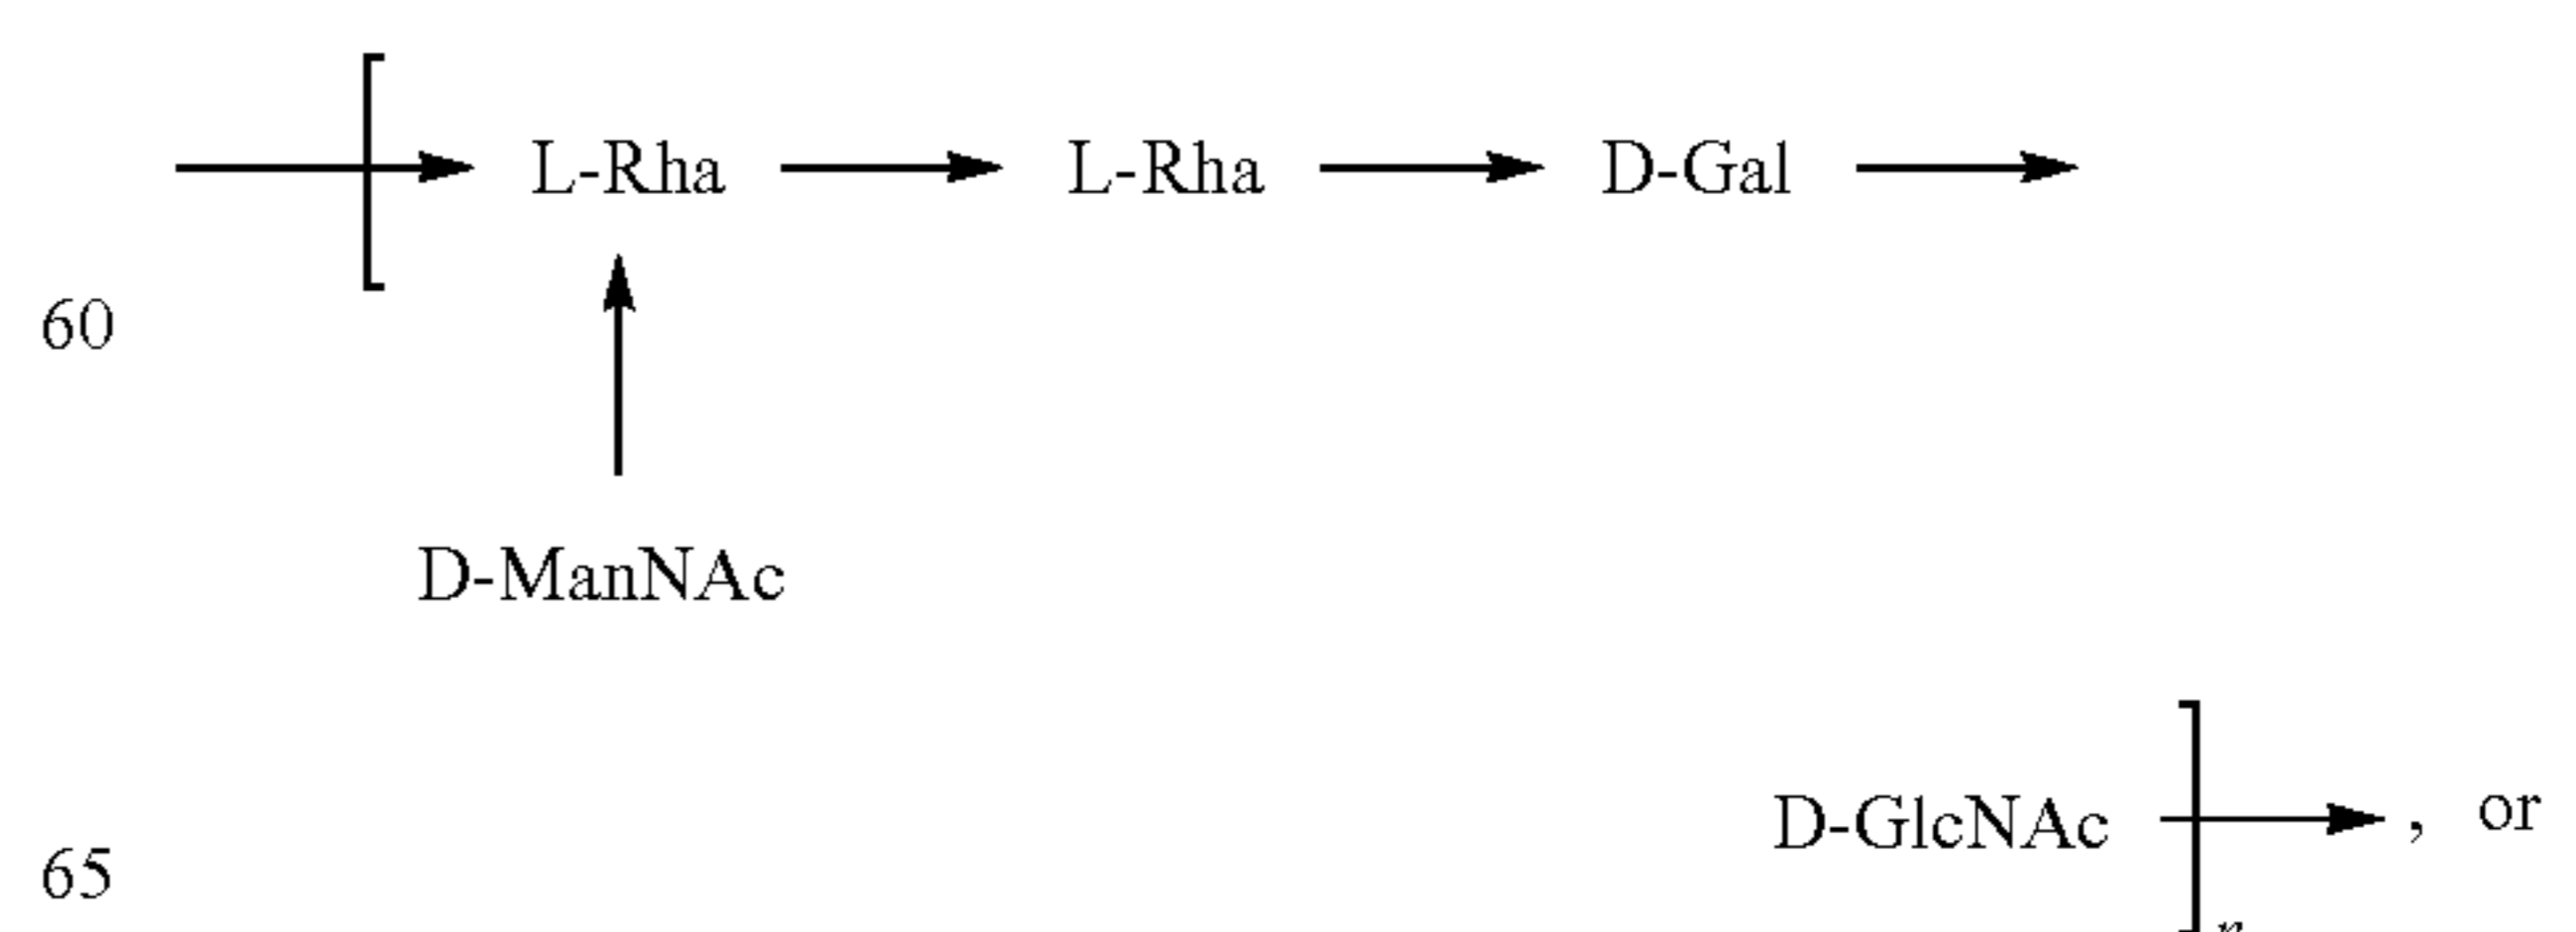 L-Rha L-Rha D-Gal
60
D-ManNAc
D-GlcNAc , or
65
n